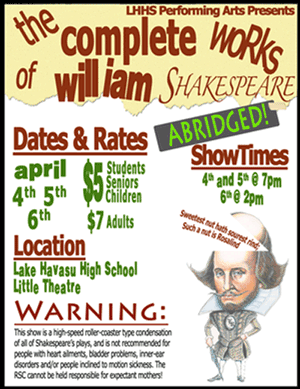 LHHS Performing Arts Presents
the complete works
of william SHAKESPEARE
ABRIDGED!
Dates & Rates
april
4th 5th
6th
$5 Students
Seniors
Children
$7 Adults
ShowTimes
4th and 5th @ 7pm
6th @ 2pm
Location
Lake Havasu High School
Little Theatre
Sweetest nut hath sourest rind;
Such a nut is Rosalind
WARNING:
This show is a high-speed roller-coaster type condensation
of all of Shakespeare's plays, and is not recommended for
people with heart ailments, bladder problems, inner-ear
disorders and/or people inclined to motion sickness. The
RSC cannot be held responsible for expectant mothers!